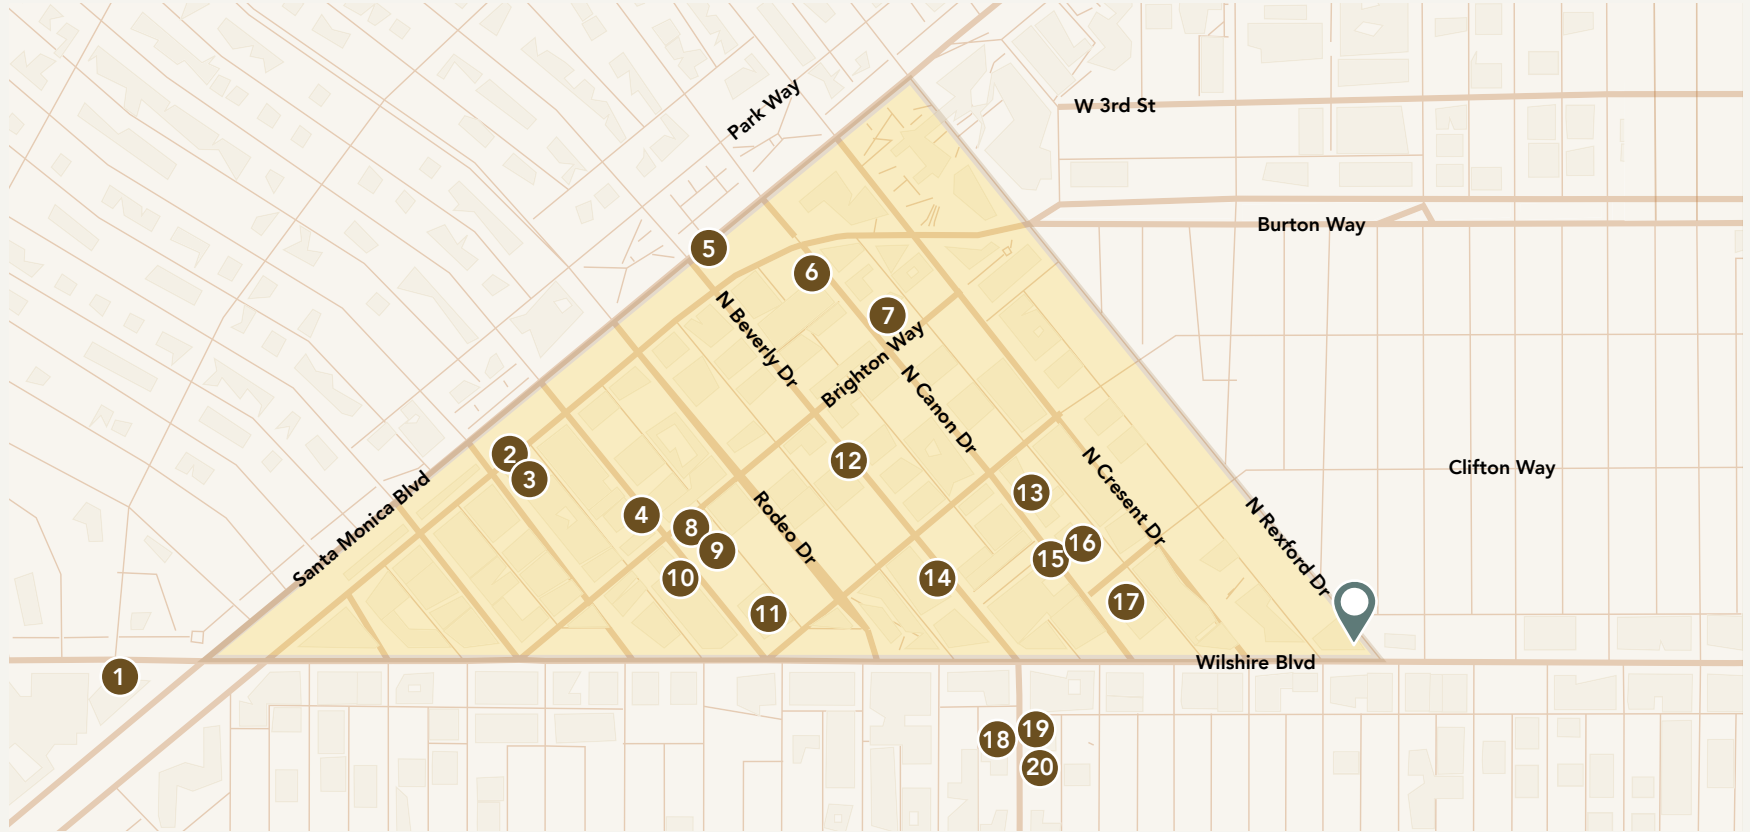 Park Way
W 3rd St
Burton Way
5
6
N Beverly Dr
7
Brighton Way
N Canon Dr
2
3
12
Clifton Way
Santa Monica Blvd
4
8
9
10
Rodeo Dr
13
N Cresent Dr
N Rexford Dr
15
16
14
11
17
1
Wilshire Blvd
18
19
20